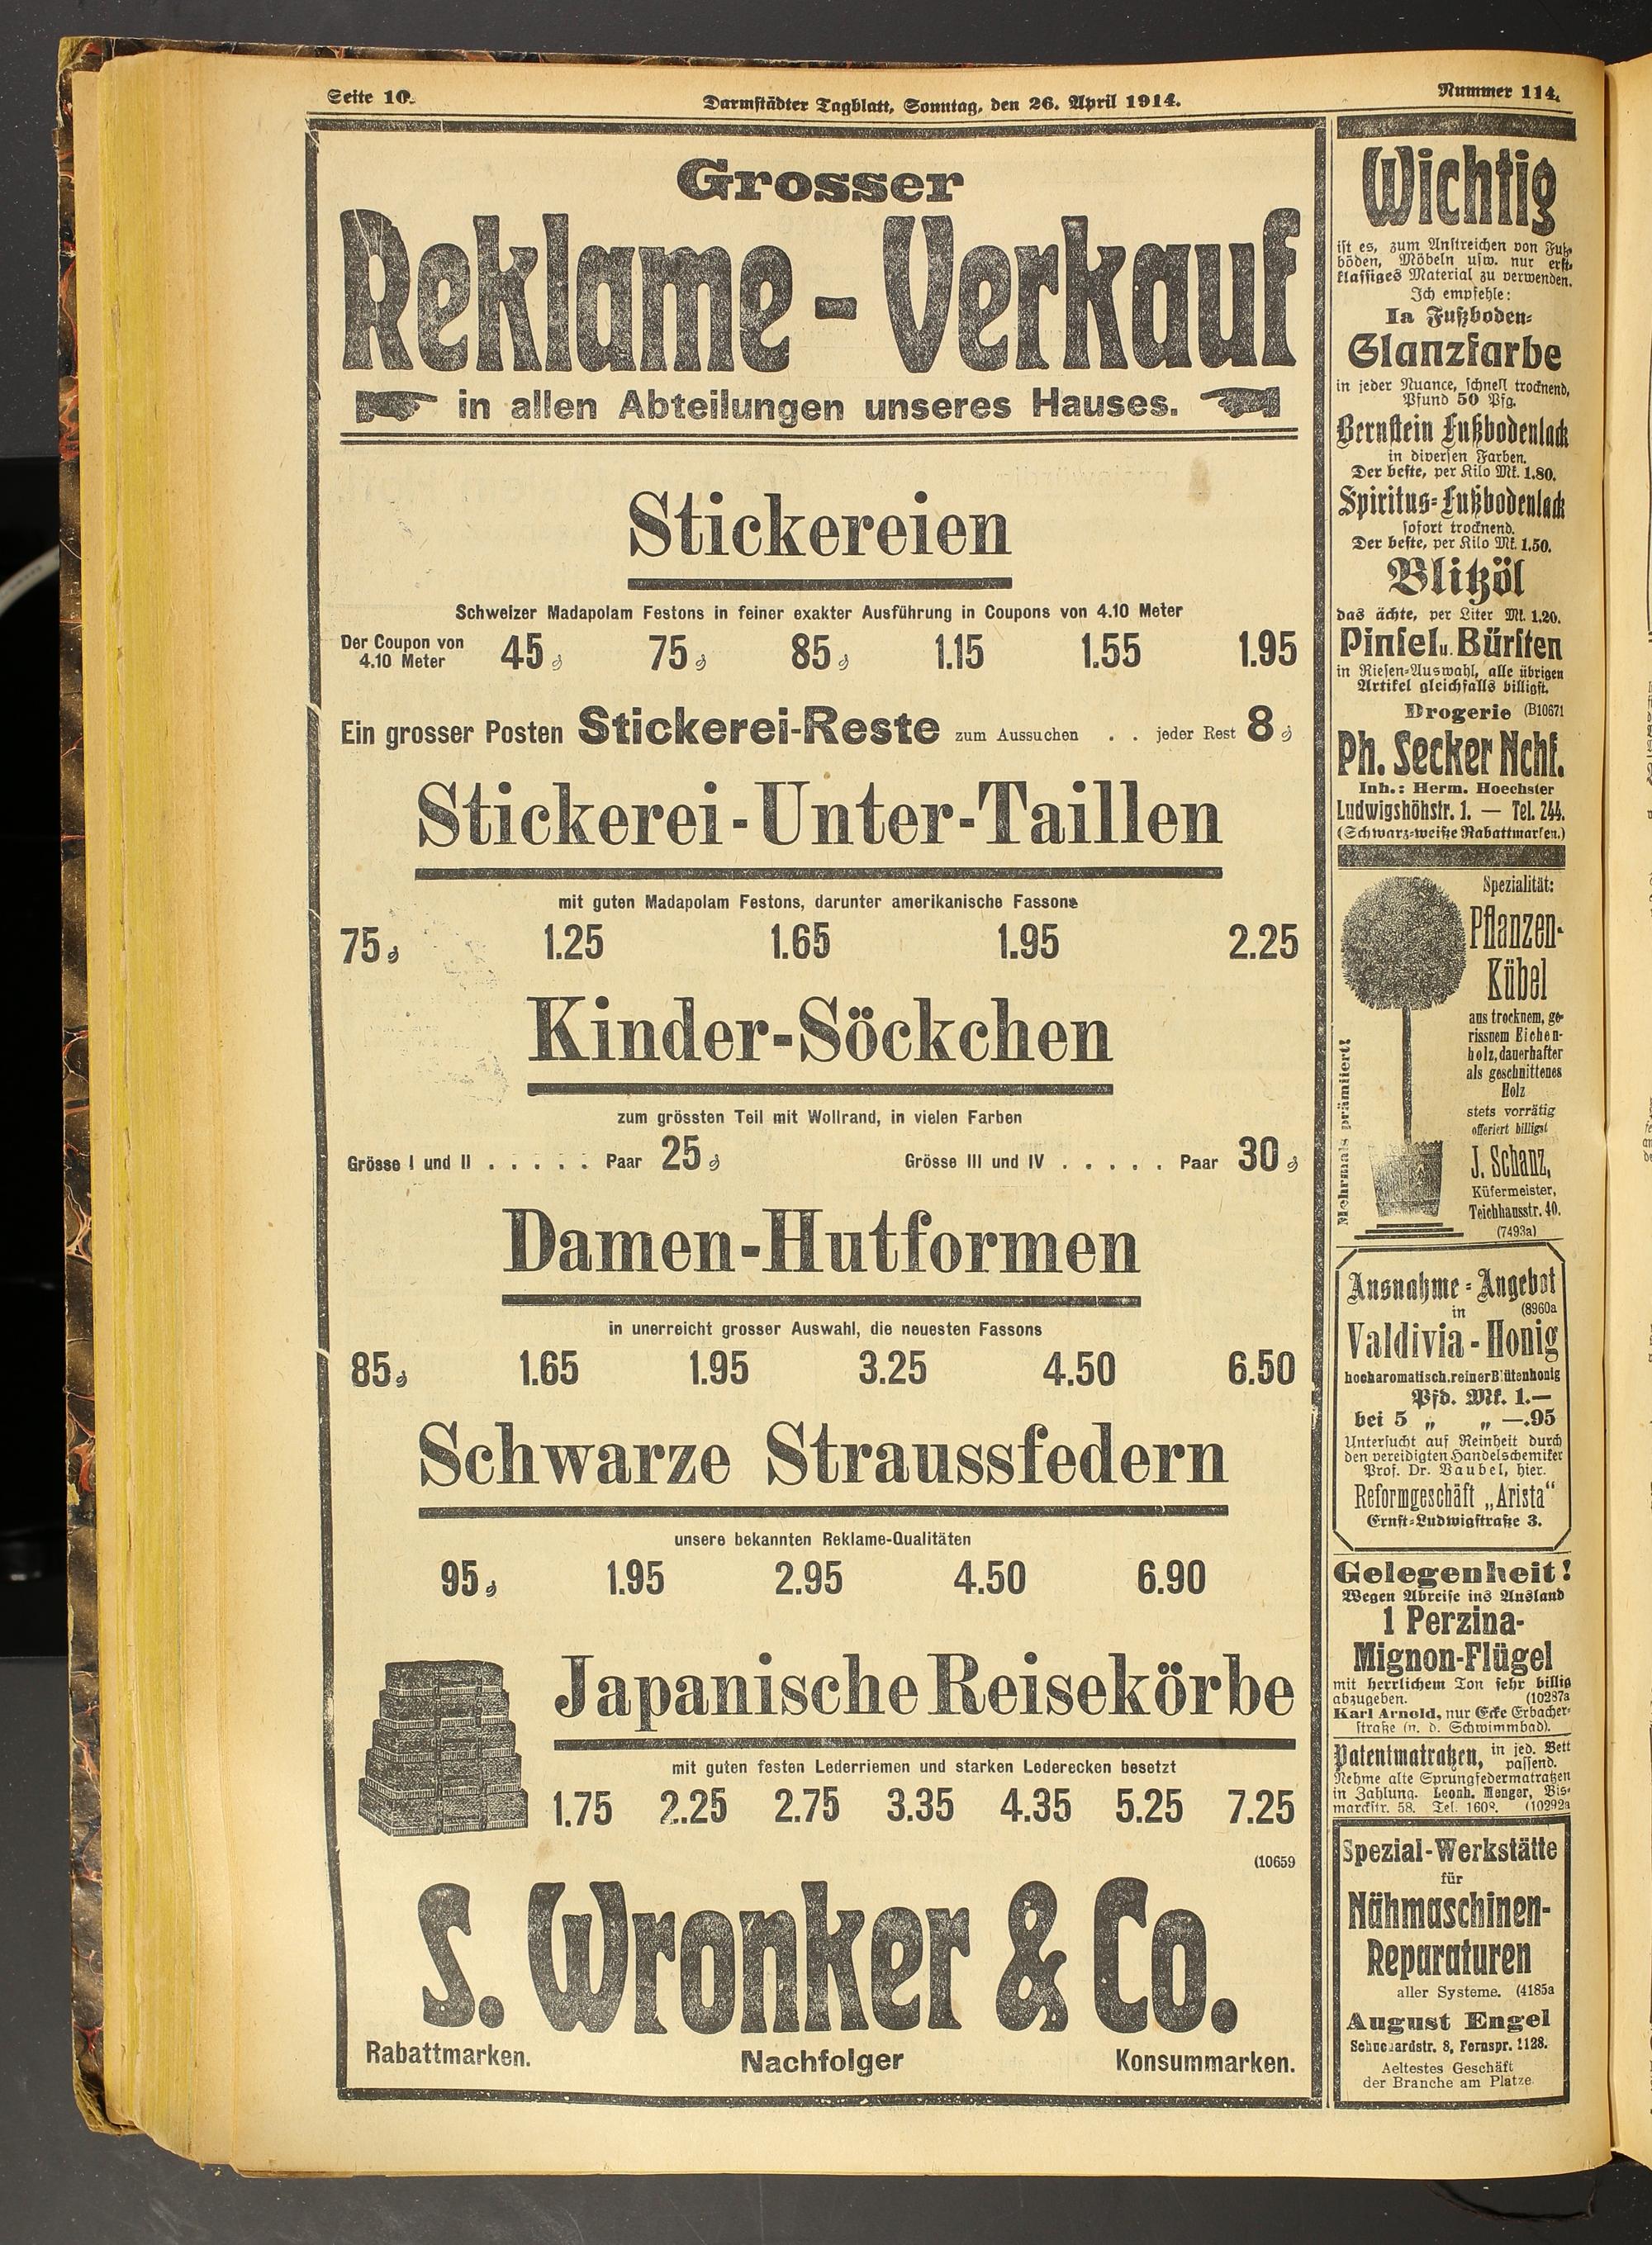 Seite 10.
Darmstädter Tagblatt, Sonntag, den 26. April 1914.
Nummer 114.
Grosser
Reklame-Verkauf
in allen Abteilungen unseres Hauses.
Stickereien
Schweizer Madapolam Festons in feiner exakter Ausführung in Coupons von 4.10 Meter
Der Coupon von
4.10 Meter
45 ₰ 75 ₰ 85 ₰ 1.15 1.55 1.95
Ein grosser Posten Stickerei-Reste zum Aussuchen . . jeder Rest 8 ₰
Stickerei-Unter-Taillen
mit guten Madapolam Festons, darunter amerikanische Fassons
75 ₰ 1.25 1.65 1.95 2.25
Kinder-Söckchen
zum grössten Teil mit Wollrand, in vielen Farben
Grösse I und II . . . . . . Paar 25 ₰ Grösse III und IV . . . . . Paar 30 ₰
Damen-Hutformen
in unerreicht grosser Auswahl, die neuesten Fassons
85 ₰ 1.65 1.95 3.25 4.50 6.50
Schwarze Straussfedern
unsere bekannten Reklame-Qualitäten
95 ₰ 1.95 2.95 4.50 6.90
Japanische Reisekörbe
mit guten festen Lederriemen und starken Lederecken besetzt
1.75 2.25 2.75 3.35 4.35 5.25 7.25
(10659
S. Wronker & Co.
Rabattmarken. Nachfolger Konsummarken.
Wichtig
ist es, zum Anstreichen von Fuß-
böden, Möbeln usw. nur erst-
klassiges Material zu verwenden.
Ich empfehle:
Ia Fußboden-
Glanzfarbe
in jeder Nuance, schnell trocknend,
Pfund 50 Pfg.
Bernstein Fußbodenlack
in diversen Farben.
Der beste, per Kilo Mk. 1.80.
Spiritus-Fußbodenlack
sofort trocknend.
Der beste, per Kilo Mk. 1.50.
Blitzöl
das ächte, per Liter Mk. 1.20.
Pinsel u. Bürsten
in Riesen-Auswahl, alle übrigen
Artikel gleichfalls billigst.
Drogerie (B10671
Ph. Secker Nchf.
Inh.: Herm. Hoechster
Ludwigshöhstr. 1. — Tel. 244.
(Schwarz-weiße Rabattmarken.)
Mehrmals prämiiert!
Spezialität:
Pflanzen-
Kübel
aus trocknem, ge-
rissnem Eichen-
holz, dauerhafter
als geschnittenes
Holz
stets vorrätig
offeriert billigst
J. Schanz,
Küfermeister,
Teichhausstr. 40.
(7493a)
Ausnahme-Angebot
in (8960a
Valdivia-Honig
hocharomatisch. reiner Blütenhonig
Pfd. Mk. 1.—
bei 5 „ „ —.95
Untersucht auf Reinheit durch
den vereidigten Handelschemiker
Prof. Dr. Vaubel, hier.
Reformgeschäft „Arista“
Ernst-Ludwigstraße 3.
Gelegenheit!
Wegen Abreise ins Ausland
1 Perzina-
Mignon-Flügel
mit herrlichem Ton sehr billig
abzugeben. (10287a
Karl Arnold, nur Ecke Erbacher-
straße (n. d. Schwimmbad).
Patentmatratzen, in jed. Bett
passend.
Nehme alte Sprungfedermatratzen
in Zahlung. Leonh. Menger, Bis-
marckstr. 58. Tel. (10292a
Spezial-Werkstätte
für
Nähmaschinen-
Reparaturen
aller Systeme. (4185a
August Engel
8, Fernspr. 1128.
Aeltestes Geschäft
der Branche am Platze